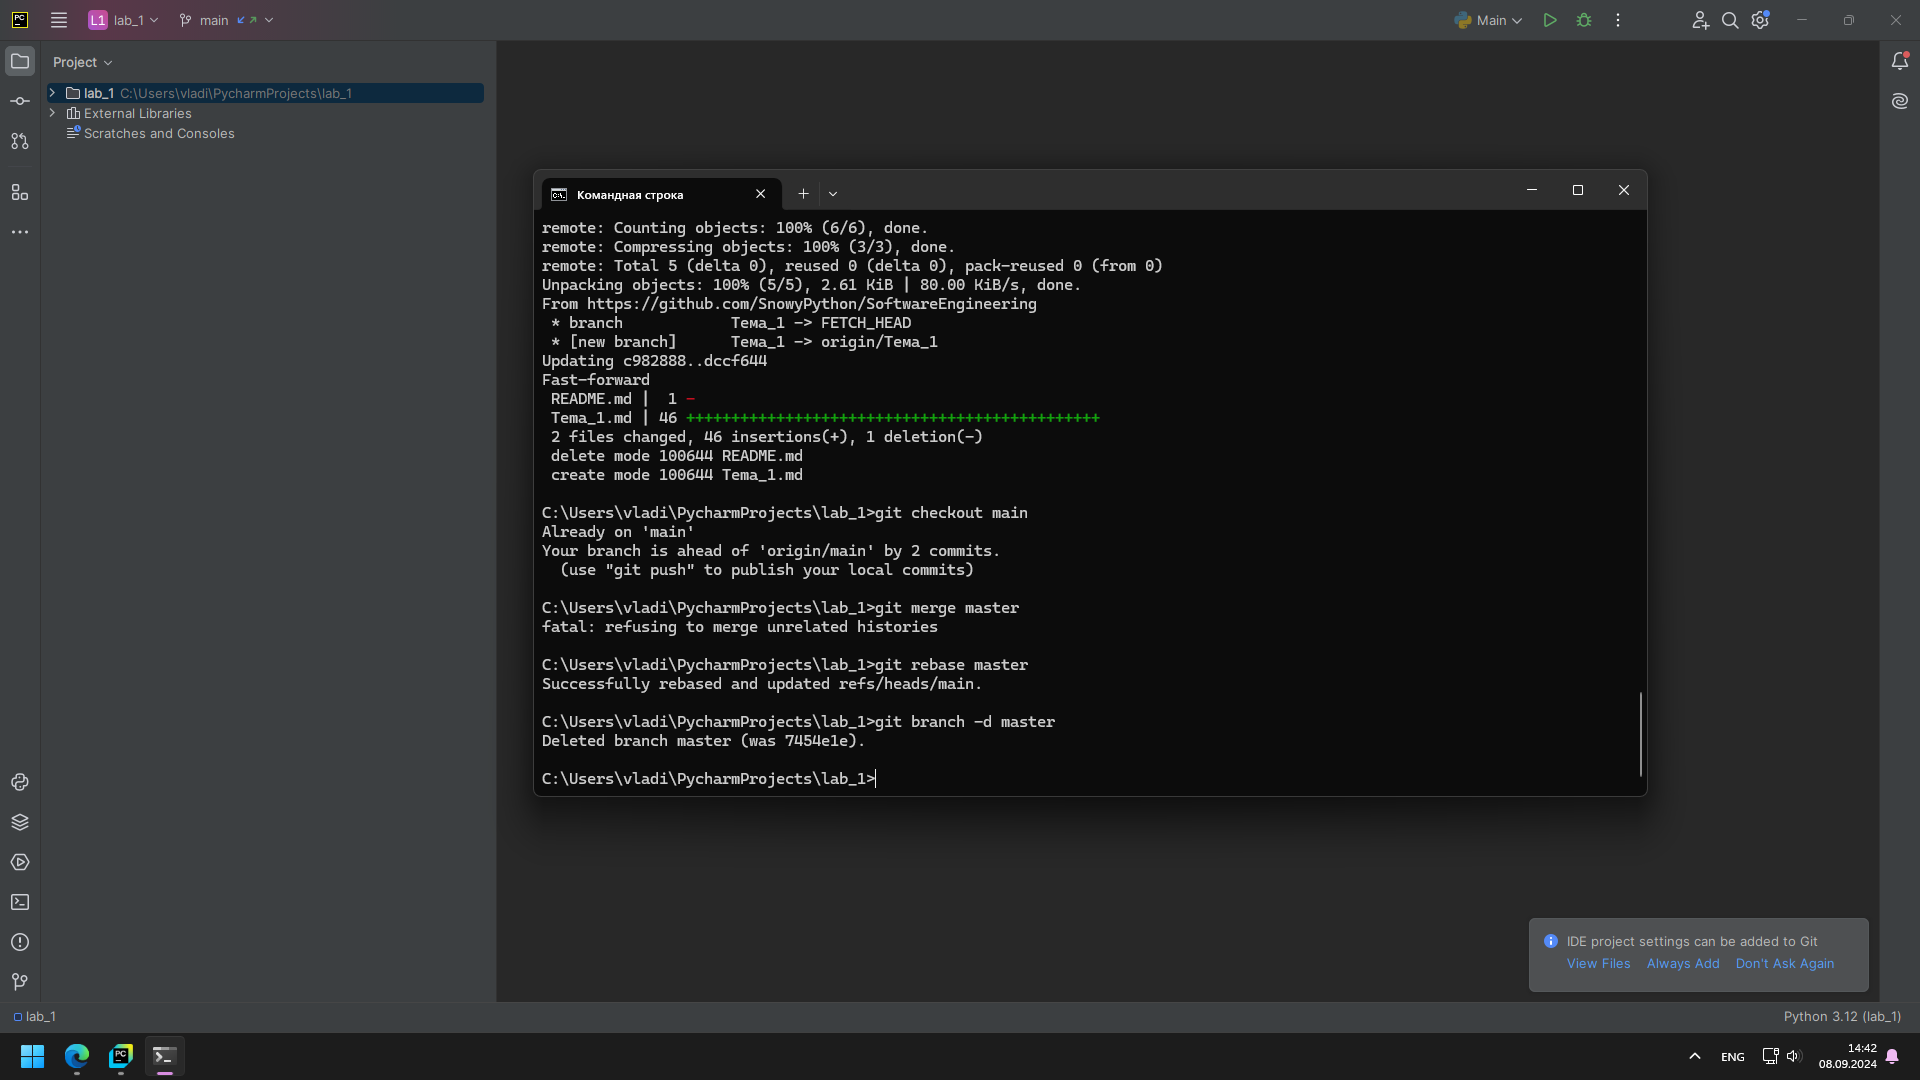 PC
L1 lab_1
main
Main
Project
lab_1 C:\Users\vladi\PycharmProjects\lab_1
External Libraries
Scratches and Consoles
Командная строка
remote: Counting objects: 100% (6/6), done.
remote: Compressing objects: 100% (3/3), done.
remote: Total 5 (delta 0), reused 0 (delta 0), pack-reused 0 (from 0)
Unpacking objects: 100% (5/5), 2.61 KiB | 80.00 KiB/s, done.
From https://github.com/SnowyPython/SoftwareEngineering
 * branch            Тема_1 -> FETCH_HEAD
 * [new branch]      Тема_1 -> origin/Тема_1
Updating c982888..dccf644
Fast-forward
 README.md |  1 -
 Tema_1.md | 46 ++++++++++++++++++++++++++++++++++++++++++++++
 2 files changed, 46 insertions(+), 1 deletion(-)
 delete mode 100644 README.md
 create mode 100644 Tema_1.md
C:\Users\vladi\PycharmProjects\lab_1>git checkout main
Already on 'main'
Your branch is ahead of 'origin/main' by 2 commits.
  (use "git push" to publish your local commits)
C:\Users\vladi\PycharmProjects\lab_1>git merge master
fatal: refusing to merge unrelated histories
C:\Users\vladi\PycharmProjects\lab_1>git rebase master
Successfully rebased and updated refs/heads/main.
C:\Users\vladi\PycharmProjects\lab_1>git branch -d master
Deleted branch master (was 7454e1e).
C:\Users\vladi\PycharmProjects\lab_1>
IDE project settings can be added to Git
View Files Always Add Don't Ask Again
lab_1
Python 3.12 (lab_1)
PC
ENG
14:42
08.09.2024